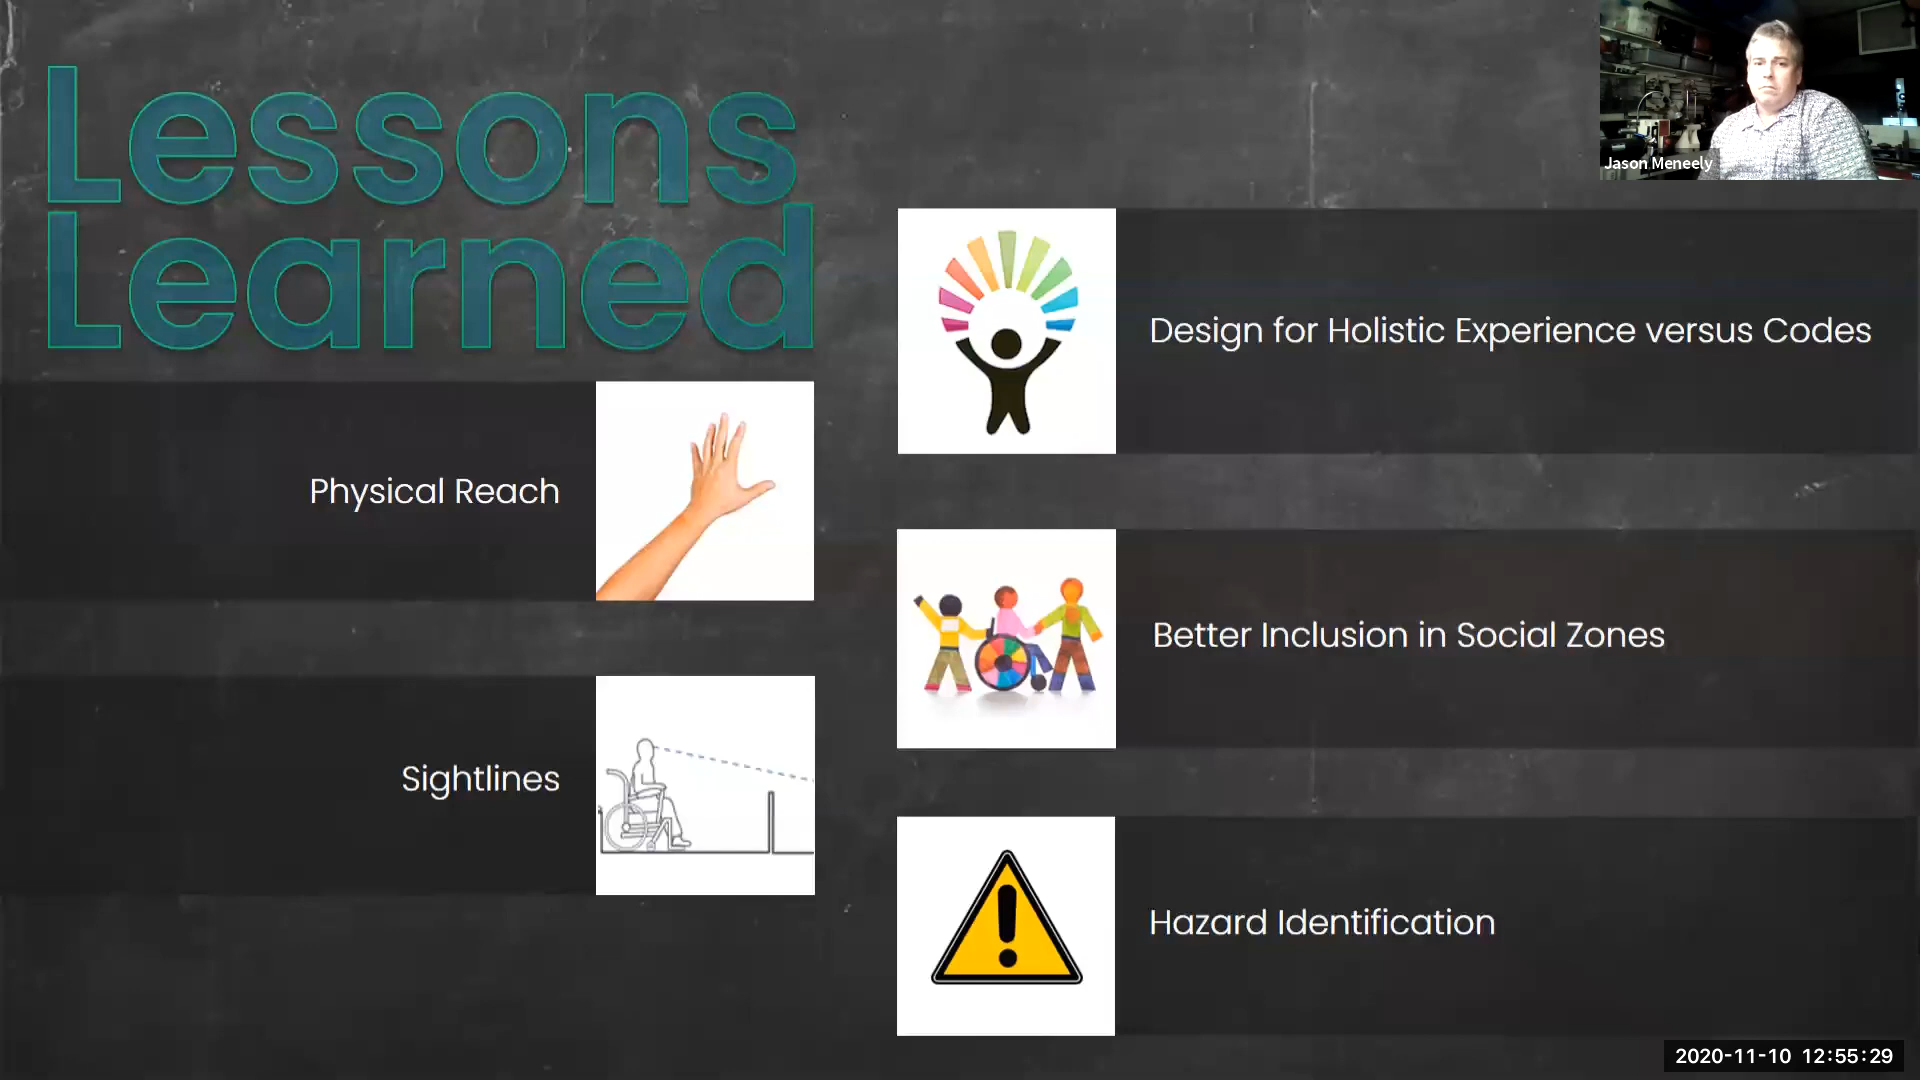 Lessons
Learned
Physical Reach
Sightlines
Design for Holistic Experience versus Codes
Better Inclusion in Social Zones
Hazard Identification
Jason Meneely
2020-11-10 12:55:29